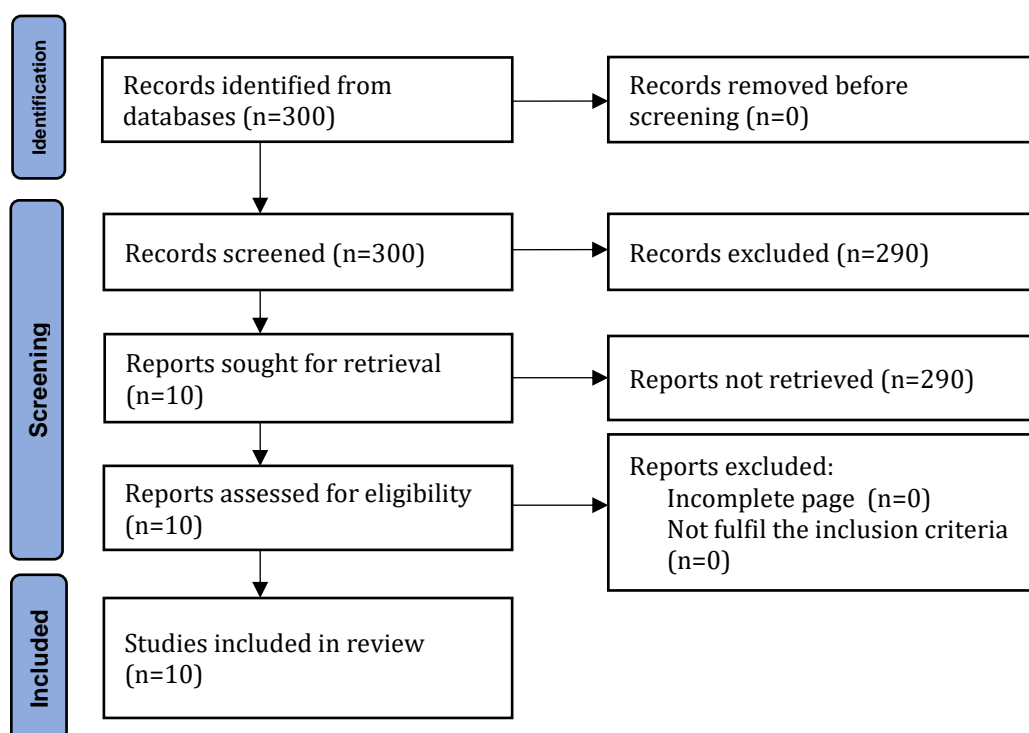 Identification
Records identified from
databases (n=300)
Records removed before
screening (n=0)
Screening
Records screened (n=300)
Records excluded (n=290)
Reports sought for retrieval
(n=10)
Reports not retrieved (n=290)
Reports assessed for eligibility
(n=10)
Reports excluded:
Incomplete page (n=0)
Not fulfil the inclusion criteria
(n=0)
Included
Studies included in review
(n=10)